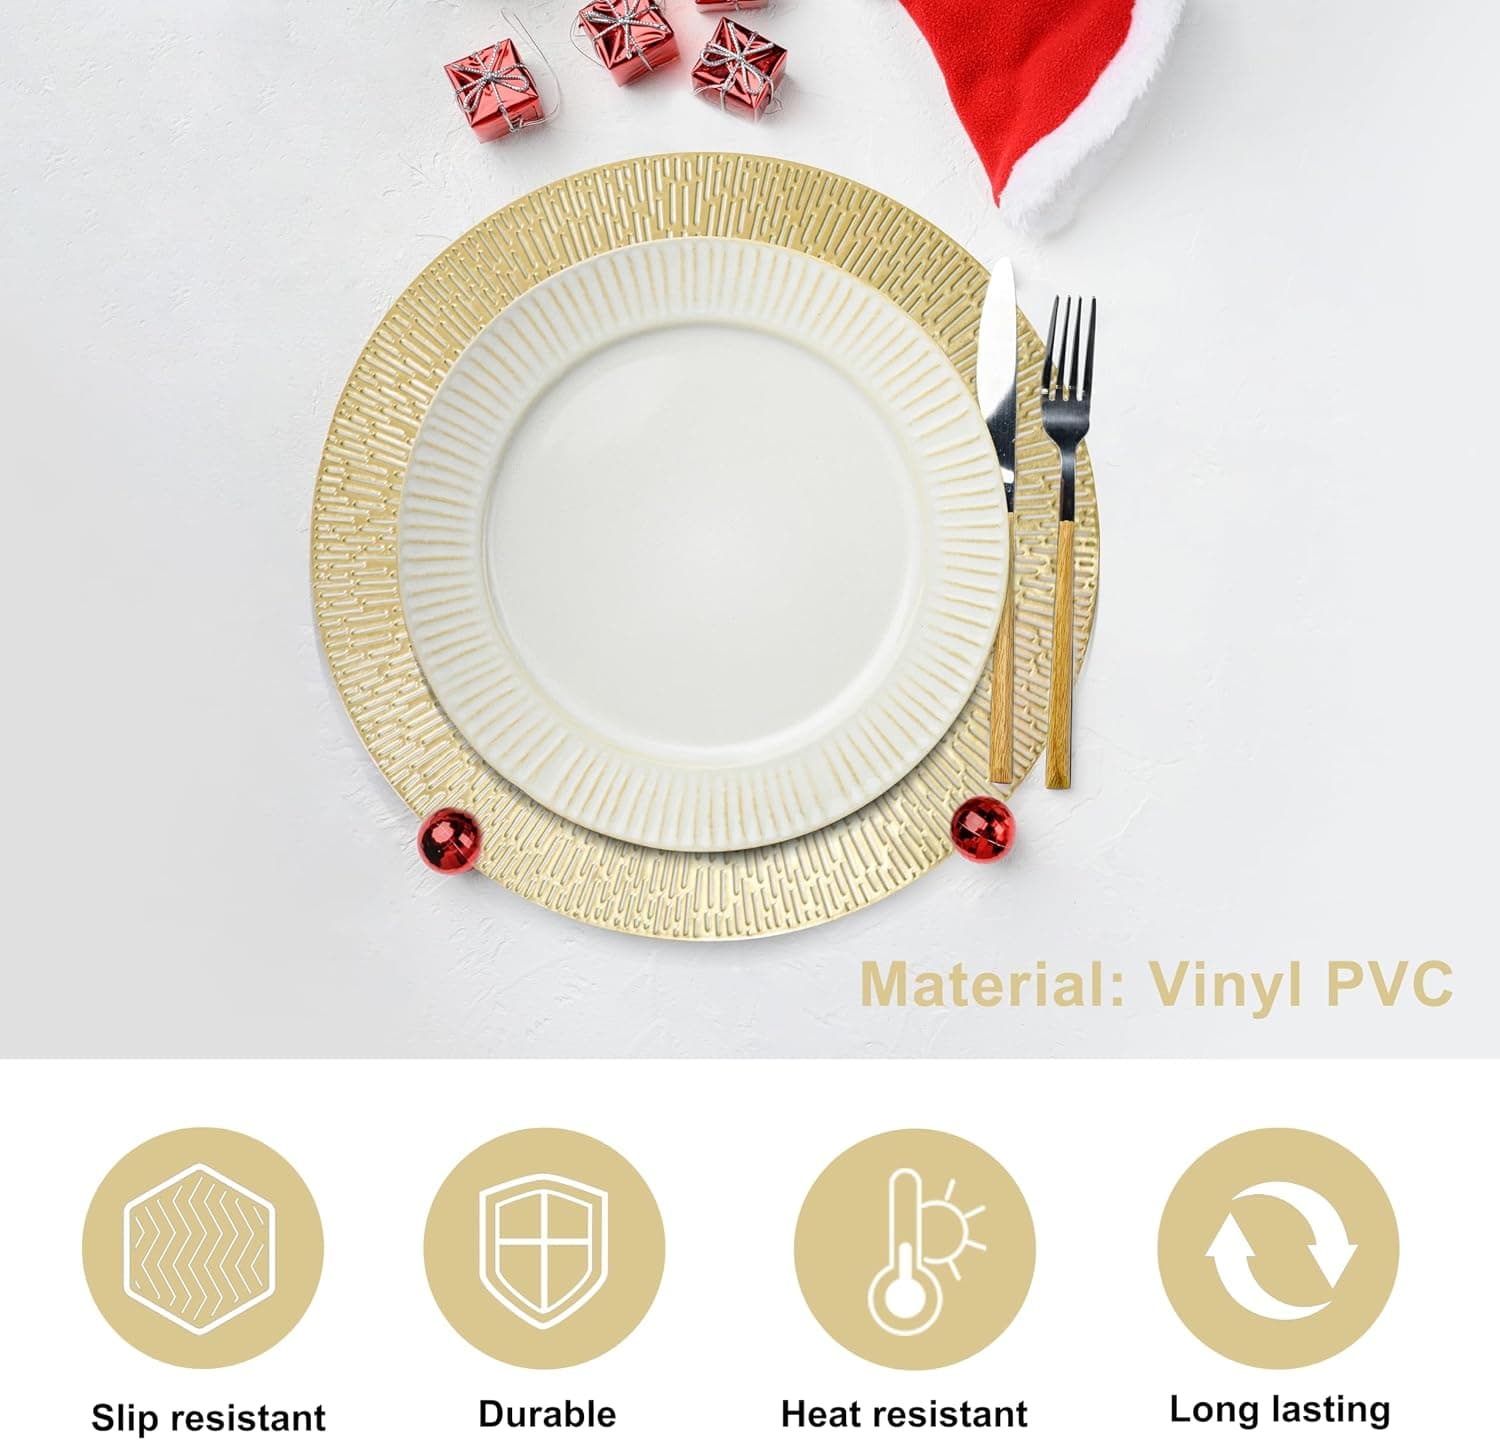 Material: Vinyl PVC
Slip resistant
Durable
Heat resistant
Long lasting